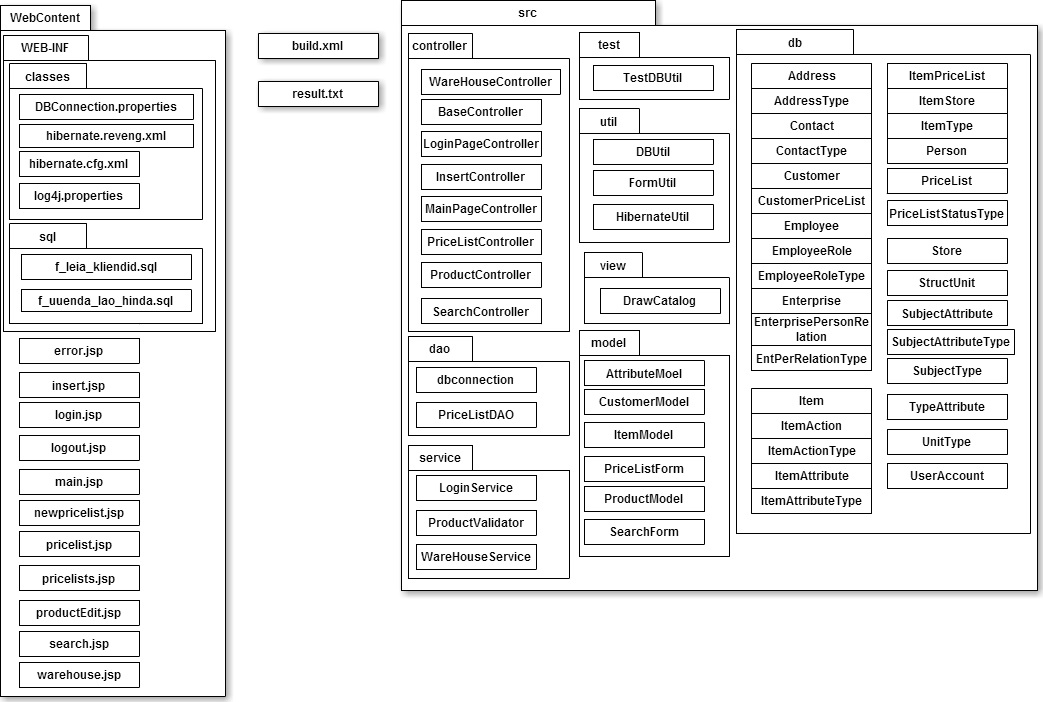 WebContent
WEB-INF
classes
DBConnection.properties
hibernate.reveng.xml
hibernate.cfg.xml
log4j.properties
sql
f_leia_kliendid.sql
f_uuenda_lao_hinda.sql
error.jsp
insert.jsp
login.jsp
logout.jsp
main.jsp
newpricelist.jsp
pricelist.jsp
pricelists.jsp
productEdit.jsp
search.jsp
warehouse.jsp
build.xml
result.txt
src
controller
WareHouseController
BaseController
LoginPageController
InsertController
MainPageController
PriceListController
ProductController
SearchController
dao
dbconnection
PriceListDAO
service
LoginService
ProductValidator
WareHouseService
test
TestDBUtil
util
DBUtil
FormUtil
HibernateUtil
view
DrawCatalog
model
AttributeMoel
CustomerModel
ItemModel
PriceListForm
ProductModel
SearchForm
db
Address
AddressType
Contact
ContactType
Customer
CustomerPriceList
Employee
EmployeeRole
EmployeeRoleType
Enterprise
EnterprisePersonRe
lation
EntPerRelationType
Item
ItemAction
ItemActionType
ItemAttribute
ItemAttributeType
ItemPriceList
ItemStore
ItemType
Person
PriceList
PriceListStatusType
Store
StructUnit
SubjectAttribute
SubjectAttributeType
SubjectType
TypeAttribute
UnitType
UserAccount